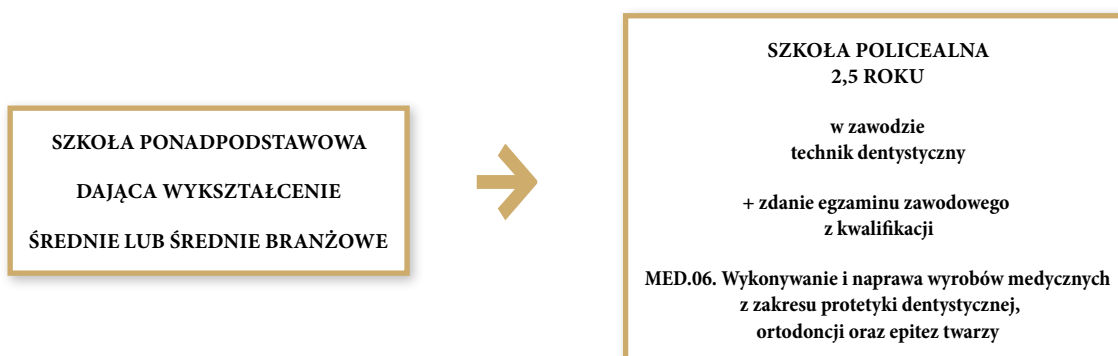 SZKOŁA PONADPODSTAWOWA
DAJĄCA WYKSZTAŁCENIE
ŚREDNIE LUB ŚREDNIE BRANŻOWE
SZKOŁA POLICEALNA
2,5 ROKU
w zawodzie
technik dentystyczny
+ zdanie egzaminu zawodowego
z kwalifikacji
MED.06. Wykonywanie i naprawa wyrobów medycznych
z zakresu protetyki dentystycznej,
ortodoncji oraz epitez twarzy